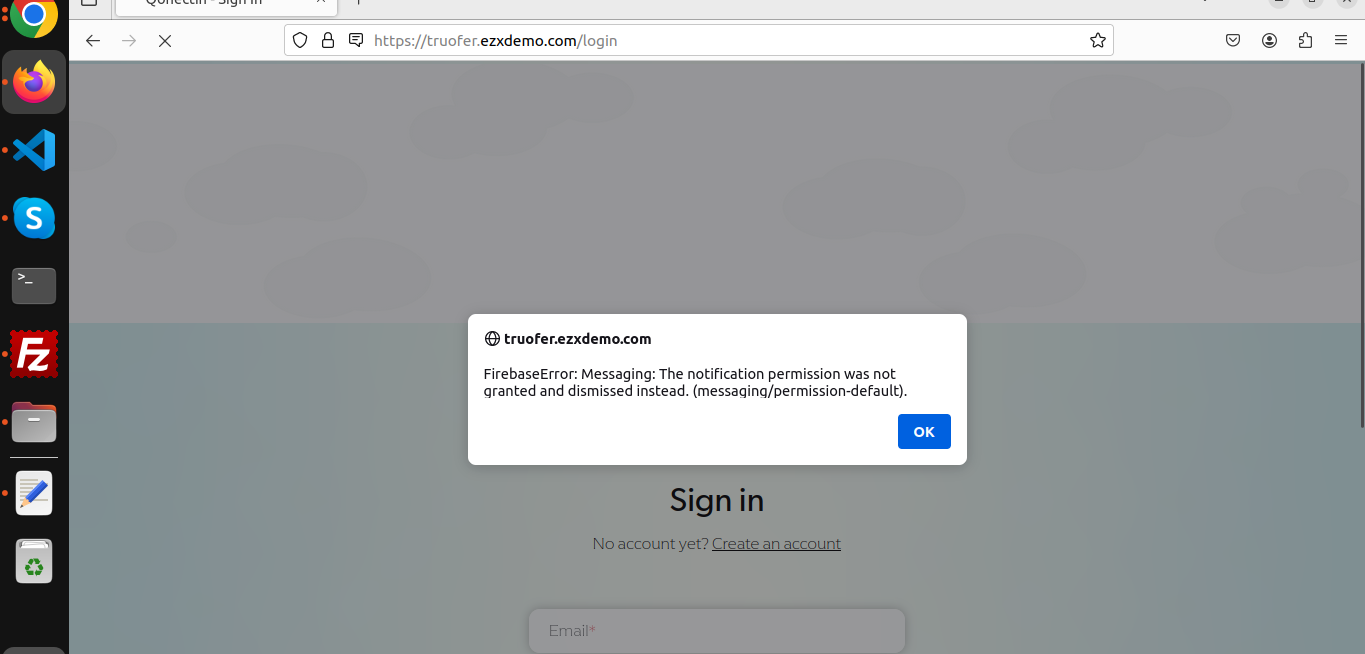 Qonectin - Sign in
https://truofer.ezxdemo.com/login
truofer.ezxdemo.com
FirebaseError: Messaging: The notification permission was not
granted and dismissed instead. (messaging/permission-default).
OK
Sign in
No account yet? Create an account
Email*
S
>_
Fz